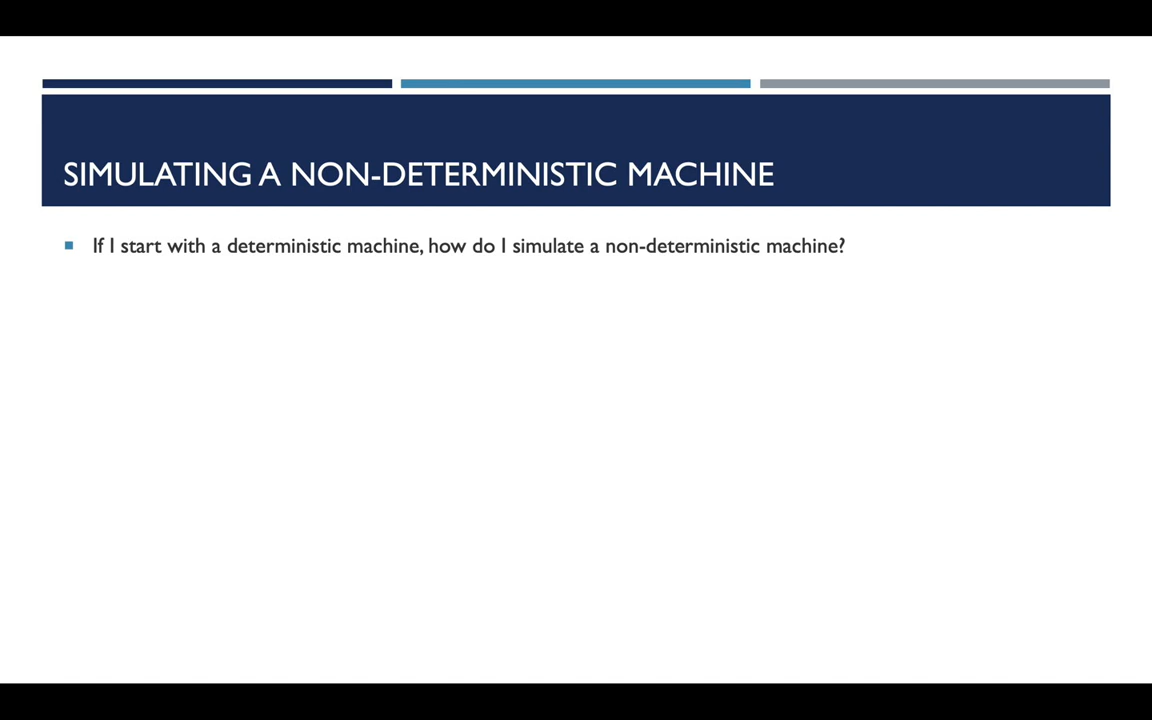 SIMULATING A NON-DETERMINISTIC MACHINE
If I start with a deterministic machine, how do I simulate a non-deterministic machine?